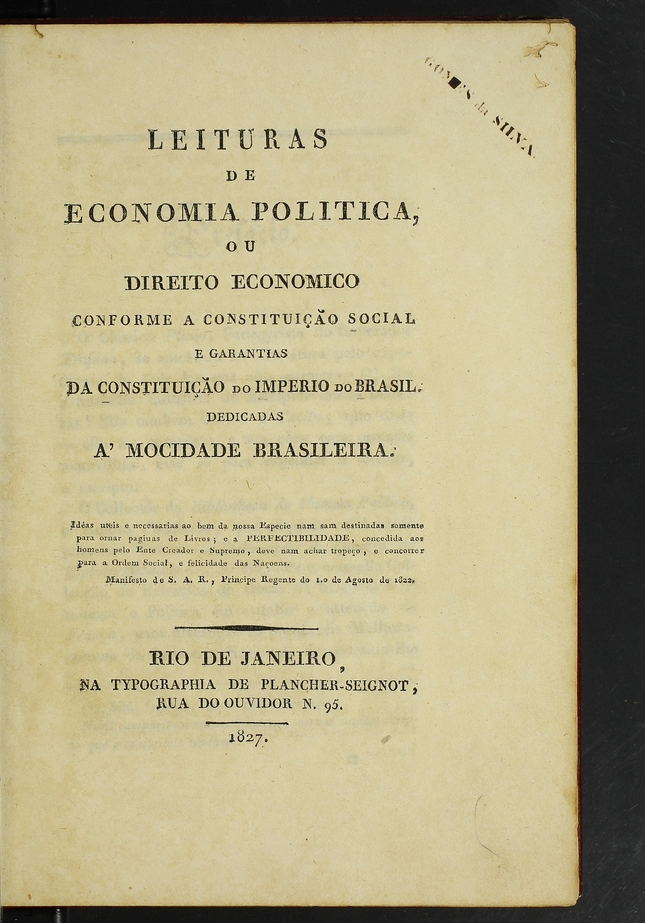 GOMES da SILVA.
LEITURAS
DE
ECONOMIA POLITICA,
OU
DIREITO ECONOMICO
CONFORME A CONSTITUIÇÃO SOCIAL
E GARANTIAS
DA CONSTITUIÇÃO DO IMPERIO DO BRASIL.
DEDICADAS
A' MOCIDADE BRASILEIRA.
Idéas uteis e necessarias ao bem da nossa Especie nam sam destinadas somente
para ornar paginas de Livros; e a PERFECTIBILIDADE, concedida aos
homens pelo Ente Creador e Supremo, deve nam achar tropeço, e concorrer
para a Ordem Social, e felicidade das Naçoens.
Manifesto de S. A. R., Principe Regente do 1.o de Agosto de 1822.
RIO DE JANEIRO,
NA TYPOGRAPHIA DE PLANCHER-SEIGNOT,
RUA DO OUVIDOR N. 95.
1827.